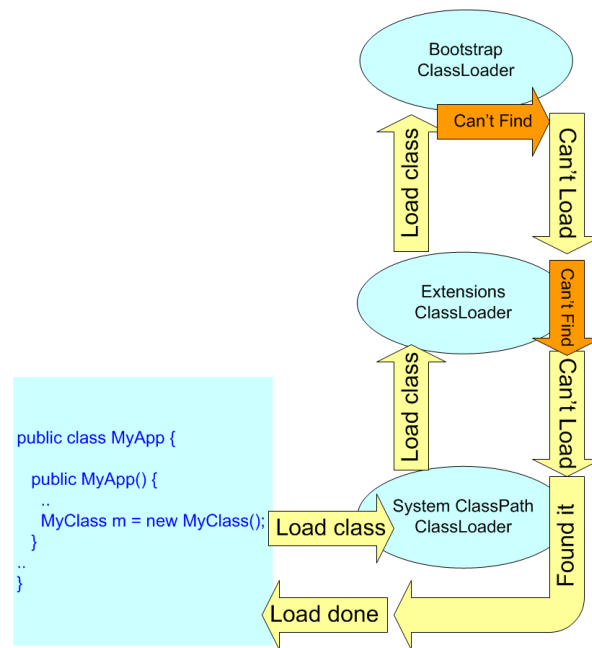 Bootstrap
ClassLoader
Can't Find
Load class
Can't Load
Extensions
ClassLoader
Can't Find
Load class
Can't Load
public class MyApp {
public MyApp() {
..
MyClass m = new MyClass();
}
..
}
Load class
System ClassPath
ClassLoader
Found it
Load done